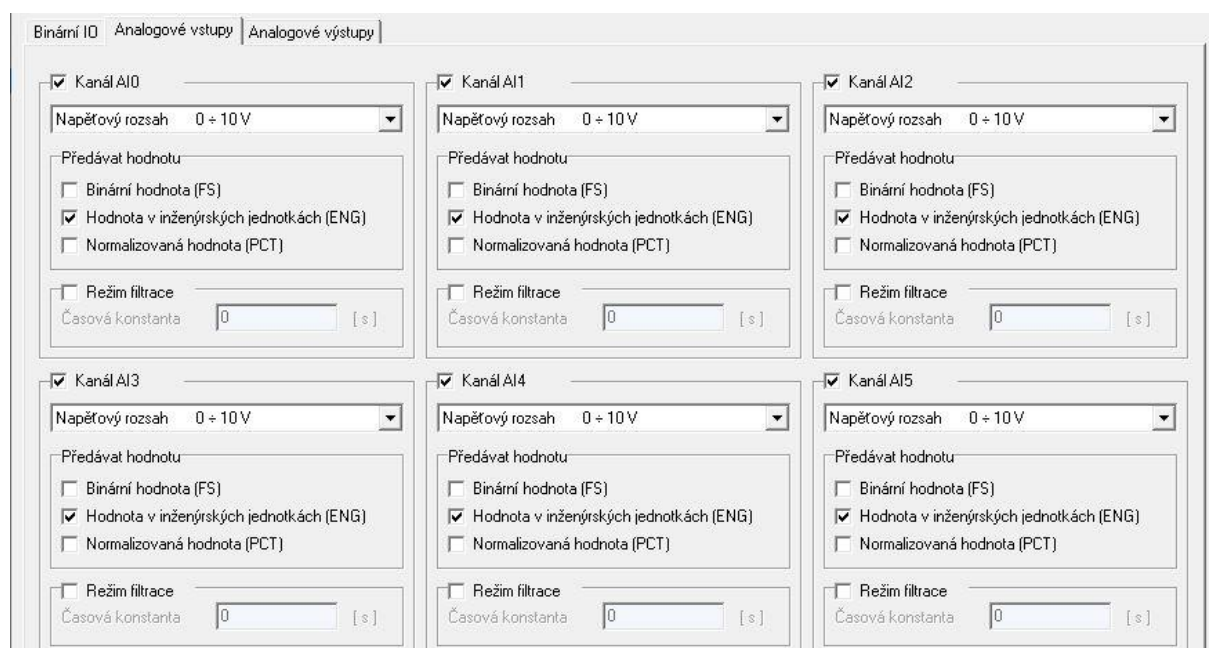 Binární IO Analogové vstupy Analogové výstupy
Kanál AI0
Napěťový rozsah 0 ÷ 10 V
Předávat hodnotu
Binární hodnota (FS)
Hodnota v inženýrských jednotkách (ENG)
Normalizovaná hodnota (PCT)
Režim filtrace
Časová konstanta 0 [ s ]
Kanál AI1
Napěťový rozsah 0 ÷ 10 V
Předávat hodnotu
Binární hodnota (FS)
Hodnota v inženýrských jednotkách (ENG)
Normalizovaná hodnota (PCT)
Režim filtrace
Časová konstanta 0 [ s ]
Kanál AI2
Napěťový rozsah 0 ÷ 10 V
Předávat hodnotu
Binární hodnota (FS)
Hodnota v inženýrských jednotkách (ENG)
Normalizovaná hodnota (PCT)
Režim filtrace
Časová konstanta 0 [ s ]
Kanál AI3
Napěťový rozsah 0 ÷ 10 V
Předávat hodnotu
Binární hodnota (FS)
Hodnota v inženýrských jednotkách (ENG)
Normalizovaná hodnota (PCT)
Režim filtrace
Časová konstanta 0 [ s ]
Kanál AI4
Napěťový rozsah 0 ÷ 10 V
Předávat hodnotu
Binární hodnota (FS)
Hodnota v inženýrských jednotkách (ENG)
Normalizovaná hodnota (PCT)
Režim filtrace
Časová konstanta 0 [ s ]
Kanál AI5
Napěťový rozsah 0 ÷ 10 V
Předávat hodnotu
Binární hodnota (FS)
Hodnota v inženýrských jednotkách (ENG)
Normalizovaná hodnota (PCT)
Režim filtrace
Časová konstanta 0 [ s ]